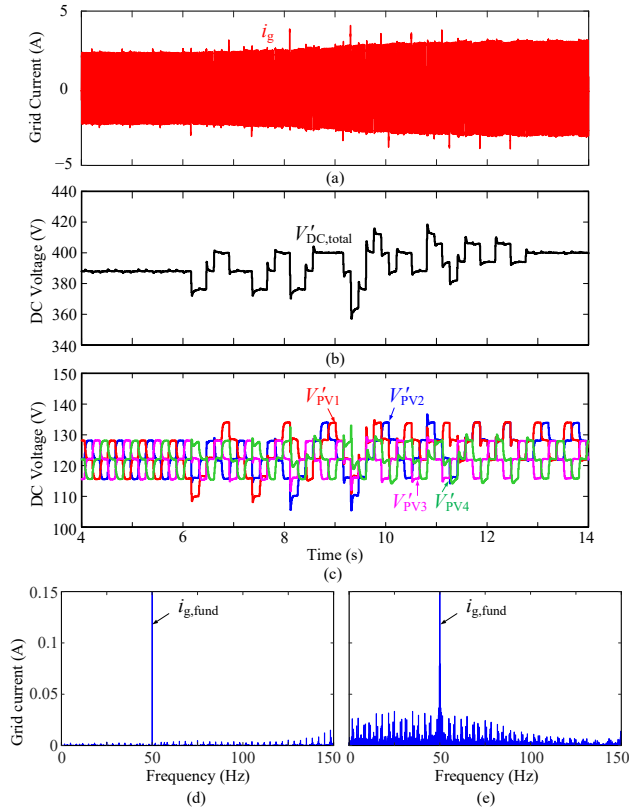 5
0
−5
Grid Current (A)
i_g
(a)
440
420
400
380
360
340
DC Voltage (V)
V′_DC,total
(b)
150
140
130
120
110
100
DC Voltage (V)
V′_PV1
V′_PV2
V′_PV3
V′_PV4
4 6 8 10 12 14
Time (s)
(c)
0.15
0.1
0.05
0
Grid current (A)
i_g,fund
i_g,fund
0 50 100 150
0 50 100 150
Frequency (Hz)
Frequency (Hz)
(d)
(e)